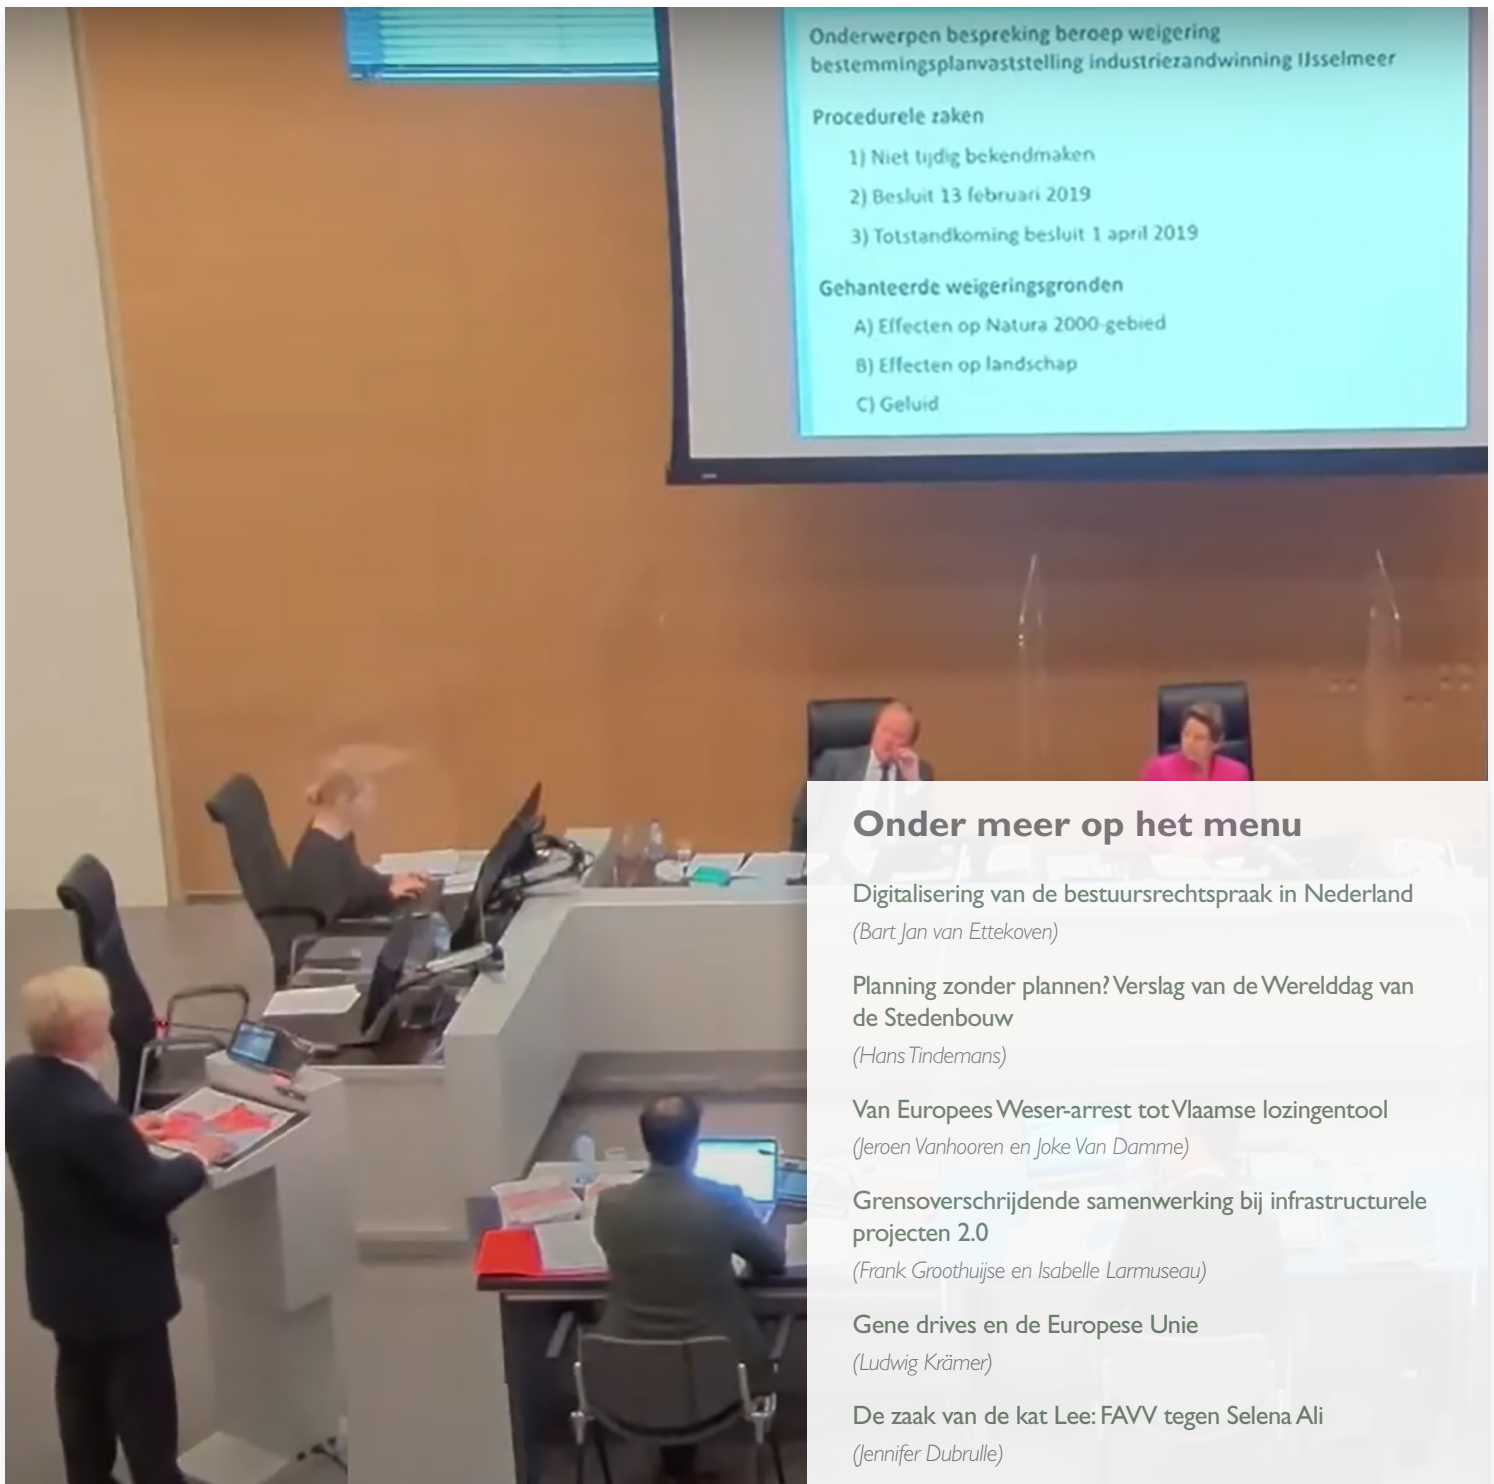 Onderwerpen bespreking beroep weigering
bestemmingsplanvaststelling industriezandwinning IJsselmeer
Procedurele zaken
1) Niet tijdig bekendmaken
2) Besluit 13 februari 2019
3) Totstandkoming besluit 1 april 2019
Gehanteerde weigeringsgronden
A) Effecten op Natura 2000-gebied
B) Effecten op landschap
C) Geluid
Onder meer op het menu
Digitalisering van de bestuursrechtspraak in Nederland
(Bart Jan van Ettekoven)
Planning zonder plannen? Verslag van de Werelddag van
de Stedenbouw
(Hans Tindemans)
Van Europees Weser-arrest tot Vlaamse lozingentool
(Jeroen Vanhooren en Joke Van Damme)
Grensoverschrijdende samenwerking bij infrastructurele
projecten 2.0
(Frank Groothuijse en Isabelle Larmuseau)
Gene drives en de Europese Unie
(Ludwig Krämer)
De zaak van de kat Lee: FAVV tegen Selena Ali
(Jennifer Dubrulle)